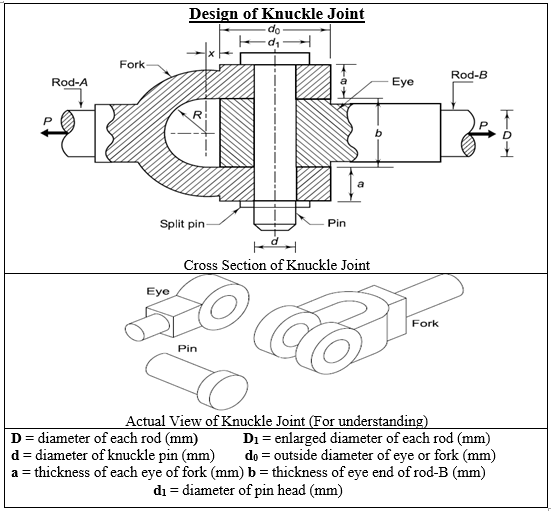 Design of Knuckle Joint
d₀
d₁
x
Fork
Rod-A
a
Eye
Rod-B
P
R
b
P
D
a
Split pin
Pin
d
Cross Section of Knuckle Joint
Eye
Fork
Pin
Actual View of Knuckle Joint (For understanding)
D = diameter of each rod (mm) D₁ = enlarged diameter of each rod (mm)
d = diameter of knuckle pin (mm) d₀ = outside diameter of eye or fork (mm)
a = thickness of each eye of fork (mm) b = thickness of eye end of rod-B (mm)
d₁ = diameter of pin head (mm)